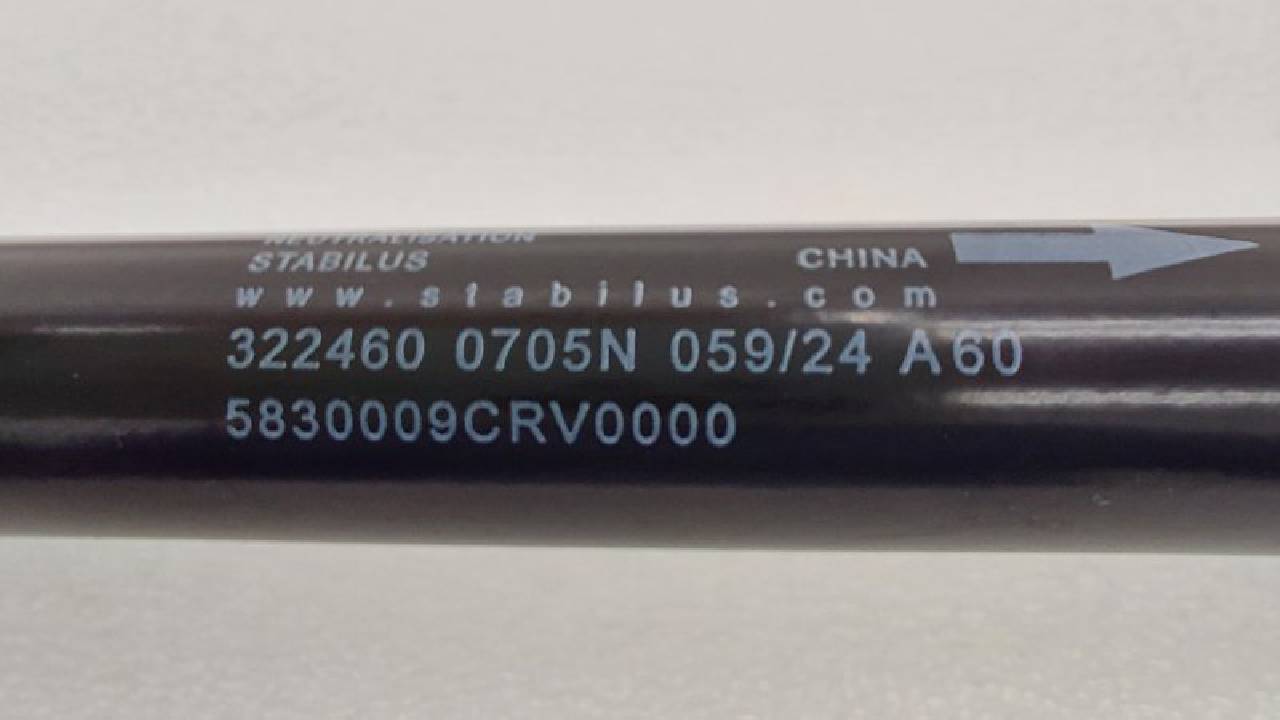 NEUTRALISATION
STABILUS CHINA
www.stabilus.com
322460 0705N 059/24 A60
5830009CRV0000